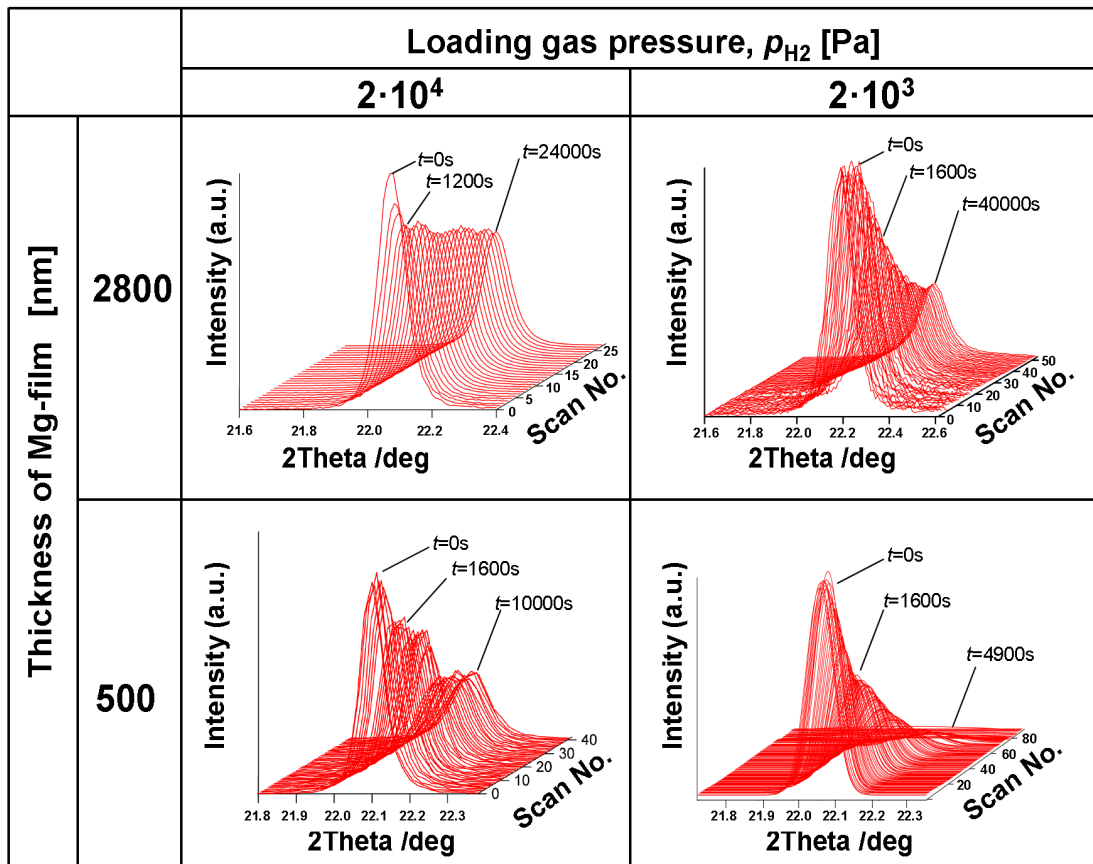 Loading gas pressure, pH2 [Pa]
2·10⁴
2·10³
Thickness of Mg-film [nm]
2800
Intensity (a.u.)
t=0s
t=1200s
t=24000s
21.6 21.8 22.0 22.2 22.4
0 5 10 15 20 25
2Theta /deg
Scan No.
Intensity (a.u.)
t=0s
t=1600s
t=40000s
21.6 21.8 22.0 22.2 22.4 22.6
0 10 20 30 40 50
2Theta /deg
Scan No.
500
Intensity (a.u.)
t=0s
t=1600s
t=10000s
21.8 21.9 22.0 22.1 22.2 22.3
0 10 20 30 40
2Theta /deg
Scan No.
Intensity (a.u.)
t=0s
t=1600s
t=4900s
21.8 21.9 22.0 22.1 22.2 22.3
20 40 60 80
2Theta /deg
Scan No.